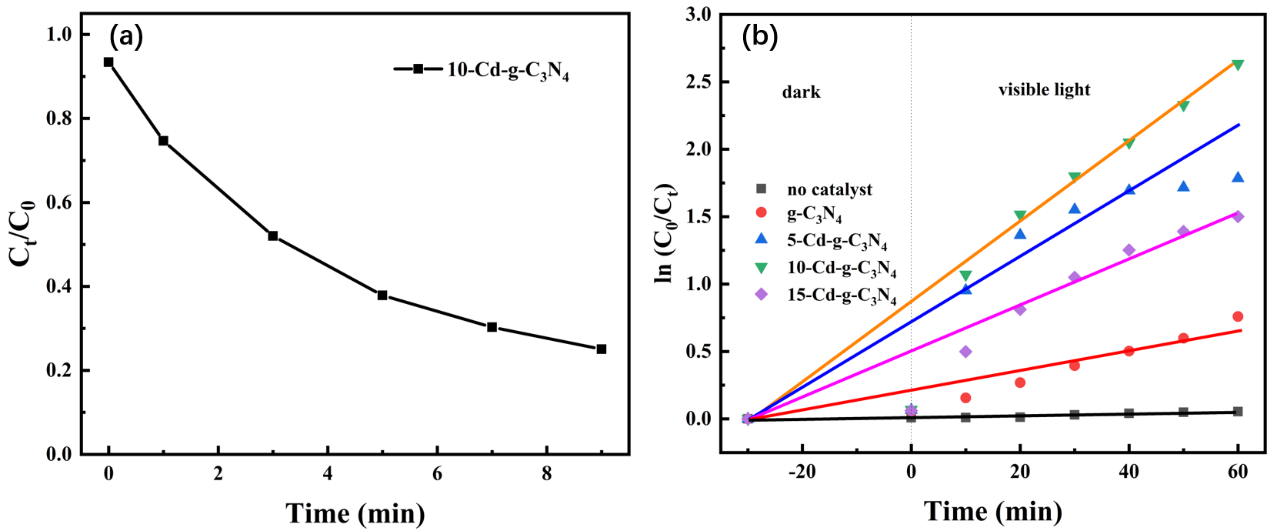 (a)
10-Cd-g-C₃N₄
1.0
0.8
0.6
0.4
0.2
0.0
Cₜ/C₀
0 2 4 6 8
Time (min)
(b)
dark
visible light
no catalyst
g-C₃N₄
5-Cd-g-C₃N₄
10-Cd-g-C₃N₄
15-Cd-g-C₃N₄
3.0
2.5
2.0
1.5
1.0
0.5
0.0
ln (C₀/Cₜ)
-20 0 20 40 60
Time (min)